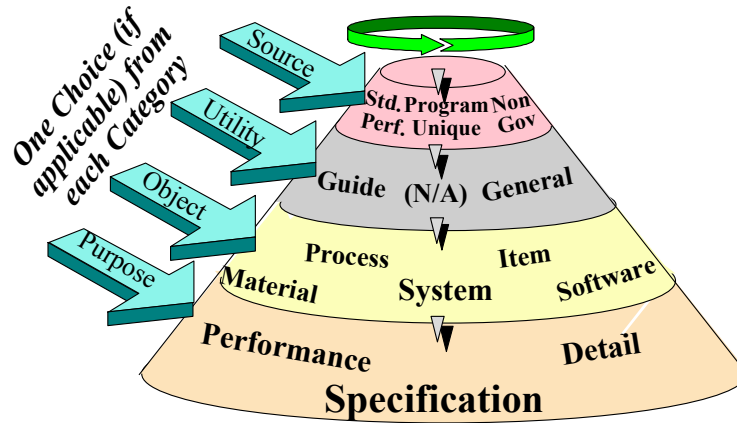 One Choice (if
applicable) from
each Category
Source
Utility
Object
Purpose
Std. Program Non
Perf. Unique Gov
Guide (N/A) General
Process Item
Material System Software
Performance Detail
Specification